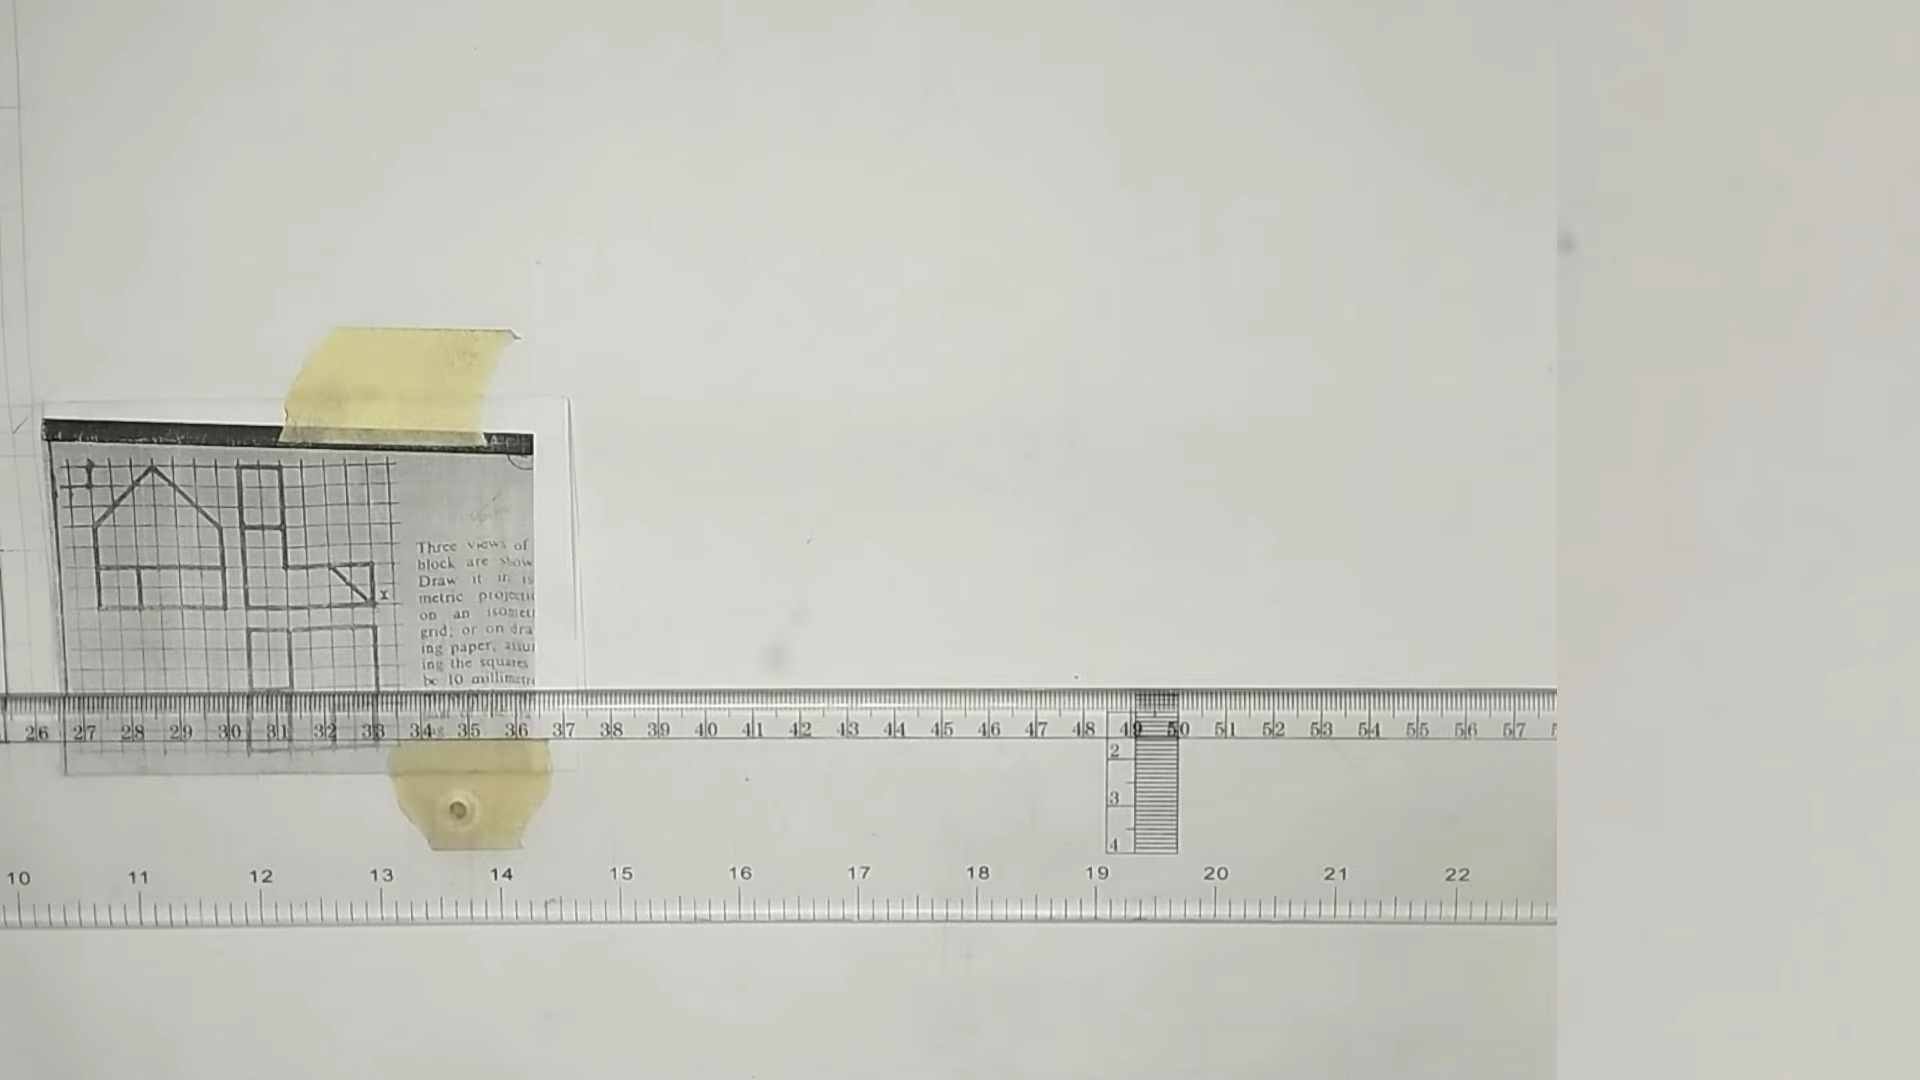 Three views of
block are show
Draw it in is
metric projecti
on an isomet
grid; or on dra
ing paper, assu
ing the squares
be 10 millimetr
x
26 27 28 29 30 31 32 33 34 35 36 37 38 39 40 41 42 43 44 45 46 47 48 49 50 51 52 53 54 55 56 57
2
3
4
10 11 12 13 14 15 16 17 18 19 20 21 22